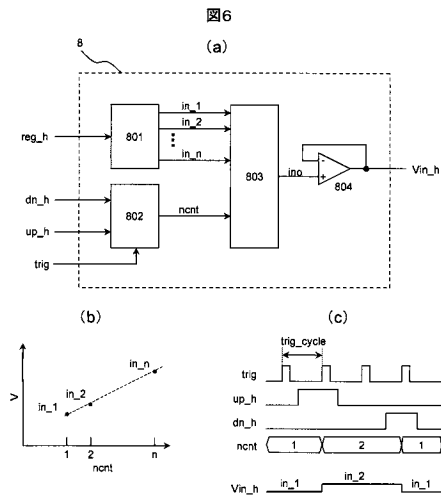 図6
(a)
8
reg_h
801
in_1
in_2
in_n
803
ino
804
Vin_h
dn_h
up_h
802
ncnt
trig
(b)
V
in_1
in_2
in_n
1 2 n
ncnt
(c)
trig_cycle
trig
up_h
dn_h
ncnt 1 2 1
Vin_h in_1 in_2 in_1